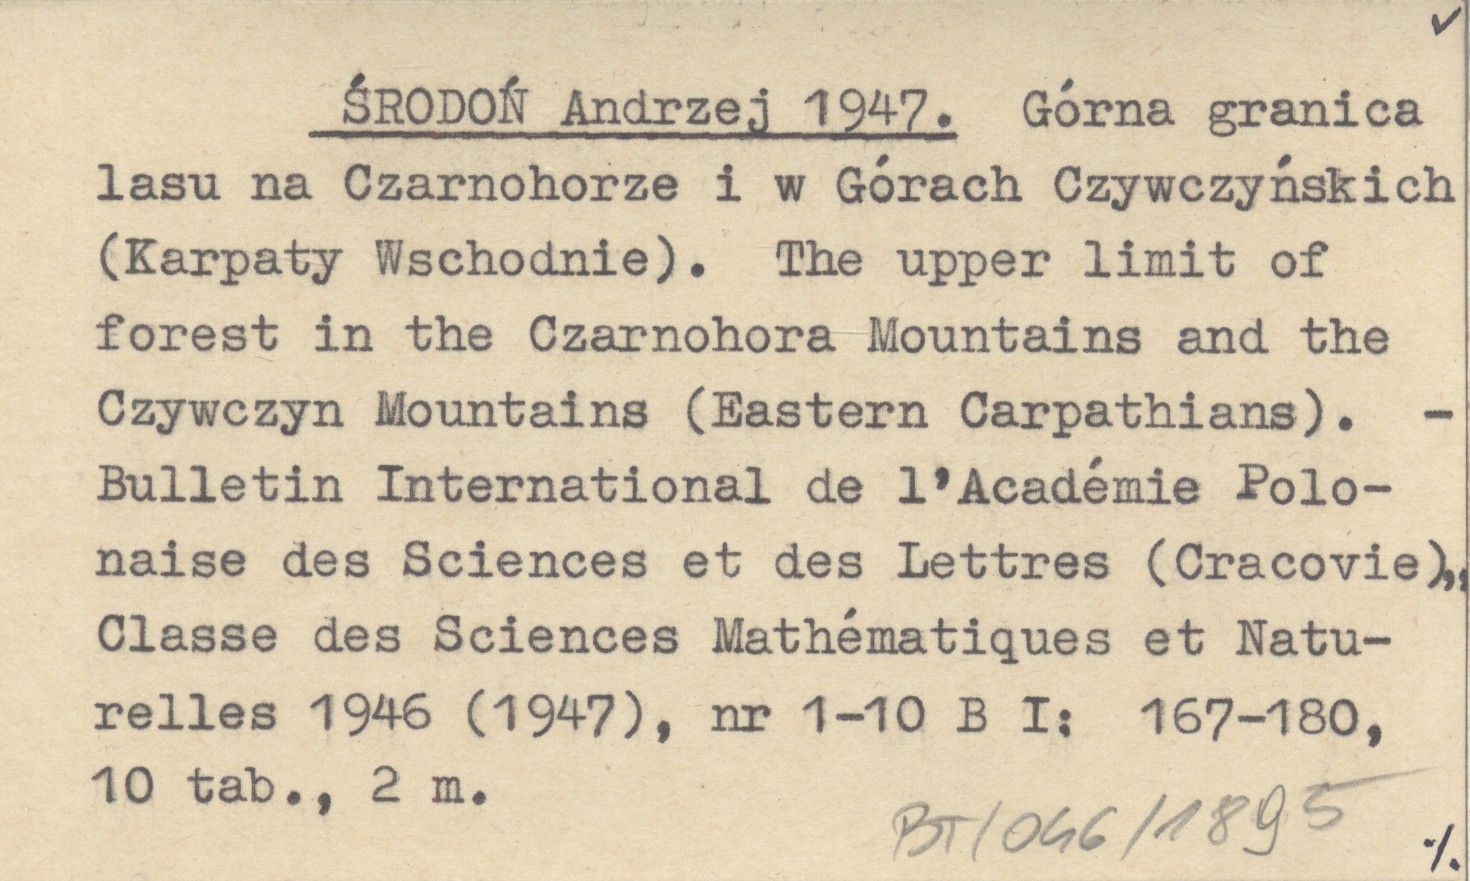 ŚRODOŃ Andrzej 1947. Górna granica
lasu na Czarnohorze i w Górach Czywczyńskich
(Karpaty Wschodnie). The upper limit of
forest in the Czarnohora Mountains and the
Czywczyn Mountains (Eastern Carpathians). -
Bulletin International de l'Académie Polo-
naise des Sciences et des Lettres (Cracovie),
Classe des Sciences Mathématiques et Natu-
relles 1946 (1947), nr 1-10 B I: 167-180,
10 tab., 2 m.
BT/046/1895
./.